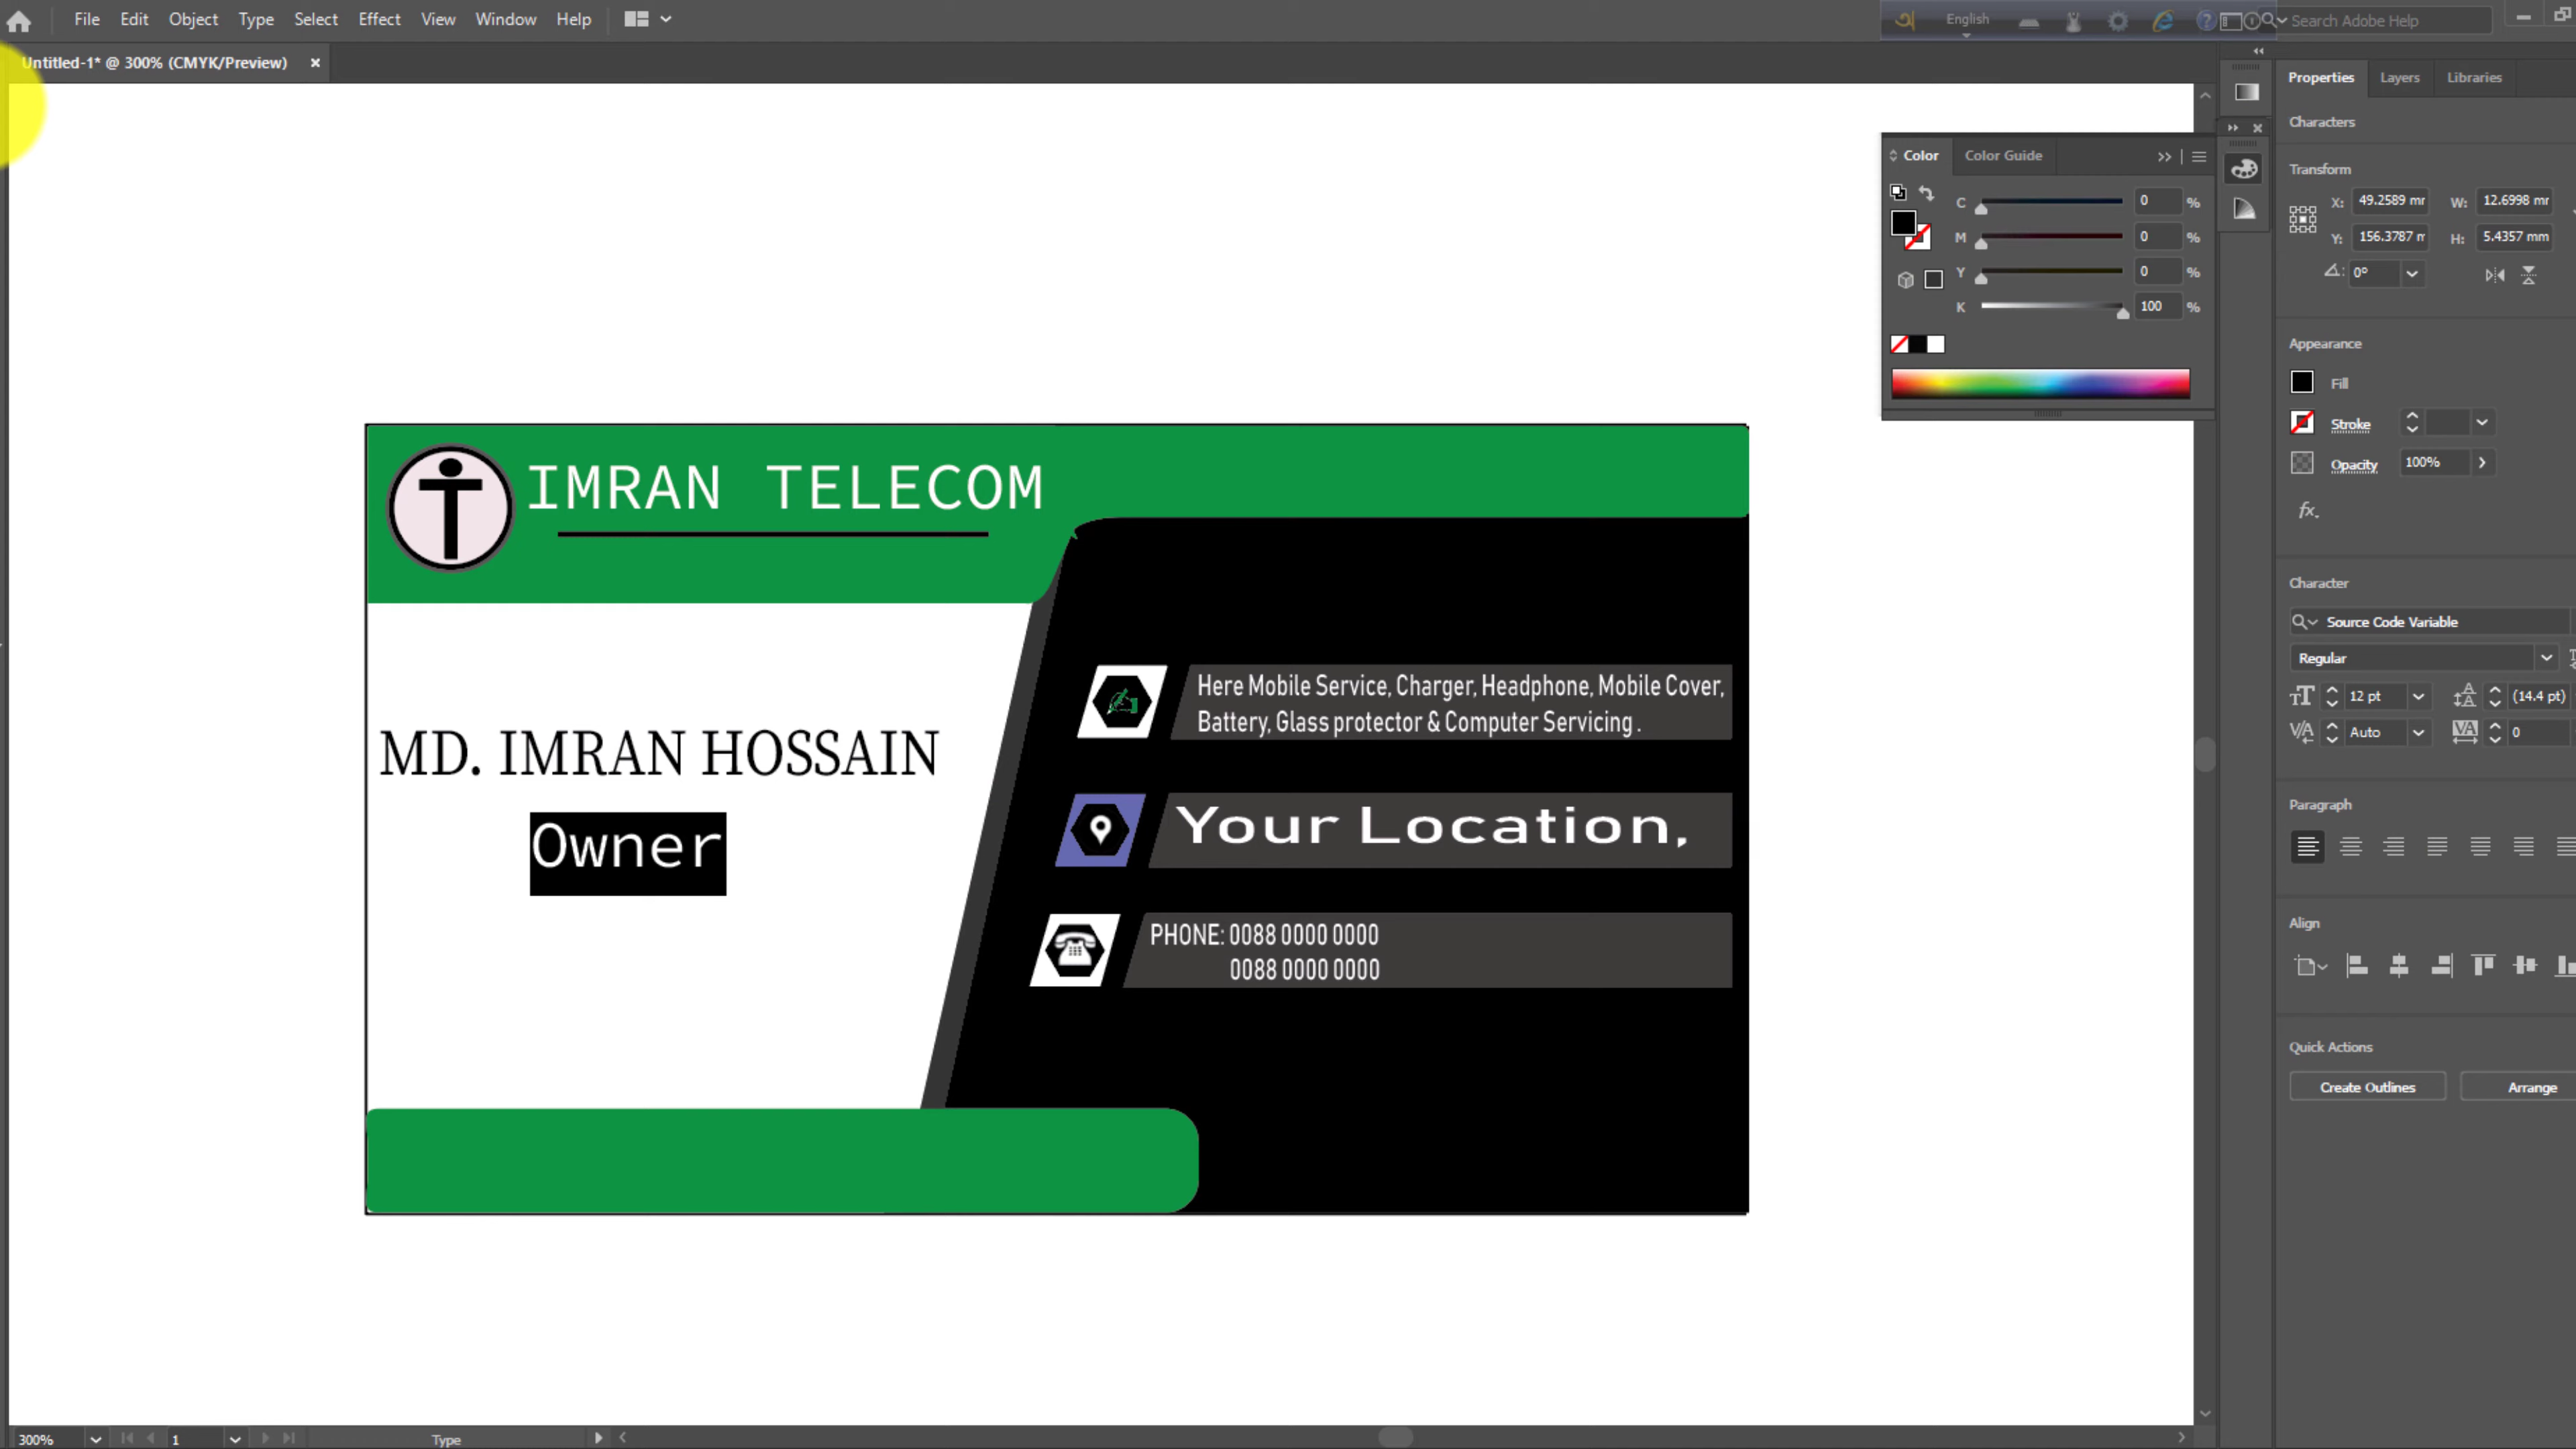 File Edit Object Type Select Effect View Window Help
English
Search Adobe Help
Untitled-1* @ 300% (CMYK/Preview) ×
Properties Layers Libraries
Characters
Color Color Guide
C 0 %
M 0 %
Y 0 %
K 100 %
Transform
X: 49.2589 mr W: 12.6998 mr
Y: 156.3787 r H: 5.4357 mm
0°
Appearance
Fill
Stroke
Opacity 100%
fx.
Character
Source Code Variable
Regular
12 pt (14.4 pt)
Auto 0
Paragraph
Align
Quick Actions
Create Outlines Arrange
IMRAN TELECOM
MD. IMRAN HOSSAIN
Owner
Here Mobile Service, Charger, Headphone, Mobile Cover,
Battery, Glass protector & Computer Servicing .
Your Location,
PHONE: 0088 0000 0000
0088 0000 0000
300% 1 Type